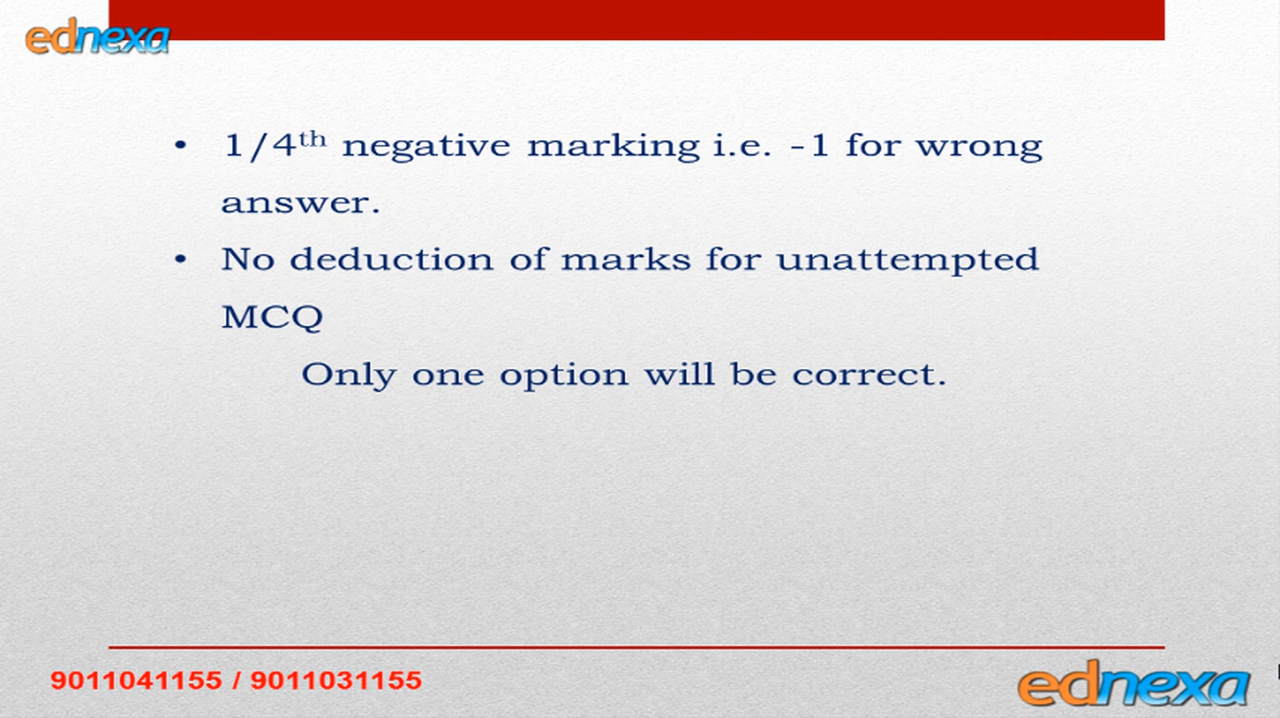 ednexa
• 1/4th negative marking i.e. -1 for wrong
answer.
• No deduction of marks for unattempted
MCQ
Only one option will be correct.
9011041155 / 9011031155
ednexa